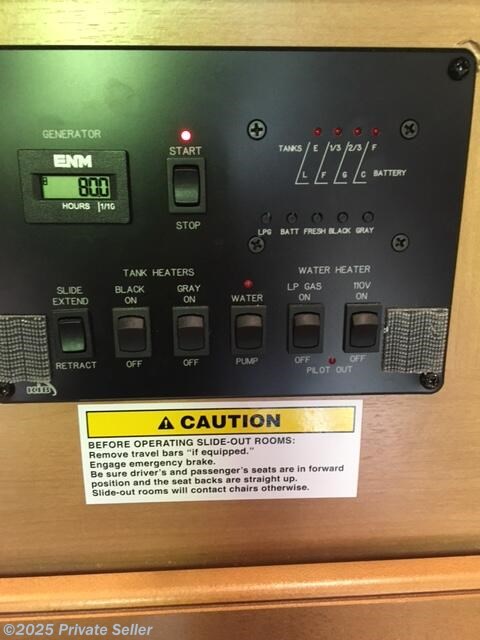 GENERATOR
ENM
800
HOURS 1/10
START
STOP
TANKS E 1/3 2/3 F
L F G C BATTERY
LPG BATT FRESH BLACK GRAY
TANK HEATERS
WATER HEATER
SLIDE EXTEND
BLACK ON
GRAY ON
WATER
LP GAS ON
110V ON
RETRACT
OFF
OFF
PUMP
OFF
OFF
PILOT OUT
CAUTION
BEFORE OPERATING SLIDE-OUT ROOMS:
Remove travel bars "if equipped."
Engage emergency brake.
Be sure driver's and passenger's seats are in forward
position and the seat backs are straight up.
Slide-out rooms will contact chairs otherwise.
©2025 Private Seller